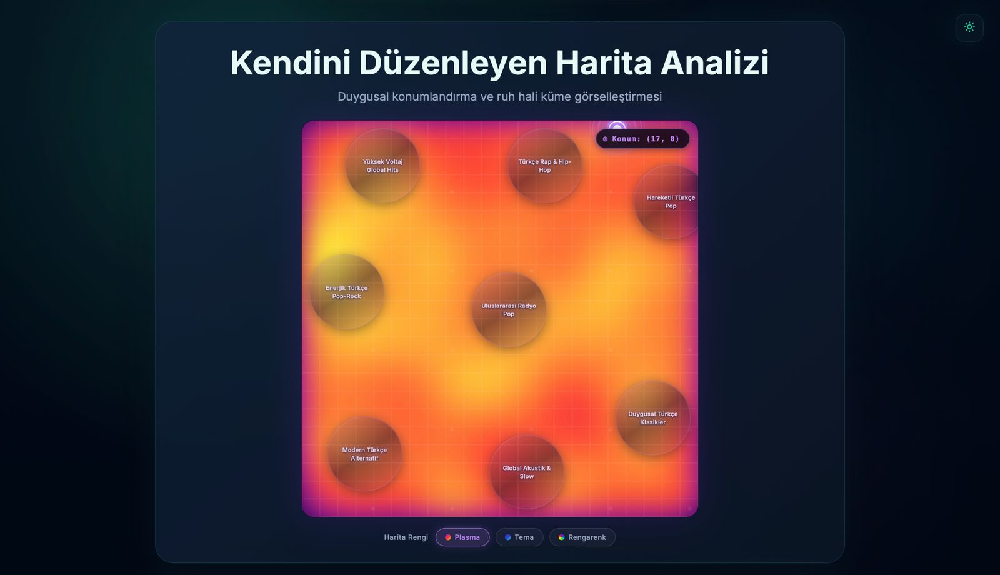 Kendini Düzenleyen Harita Analizi
Duygusal konumlandırma ve ruh hali küme görselleştirmesi
Konum: (17, 0)
Yüksek Voltaj
Global Hits
Türkçe Rap & Hip-
Hop
Hareketli Türkçe
Pop
Enerjik Türkçe
Pop-Rock
Uluslararası Radyo
Pop
Duygusal Türkçe
Klasikler
Modern Türkçe
Alternatif
Global Akustik &
Slow
Harita Rengi
Plasma
Tema
Rengarenk